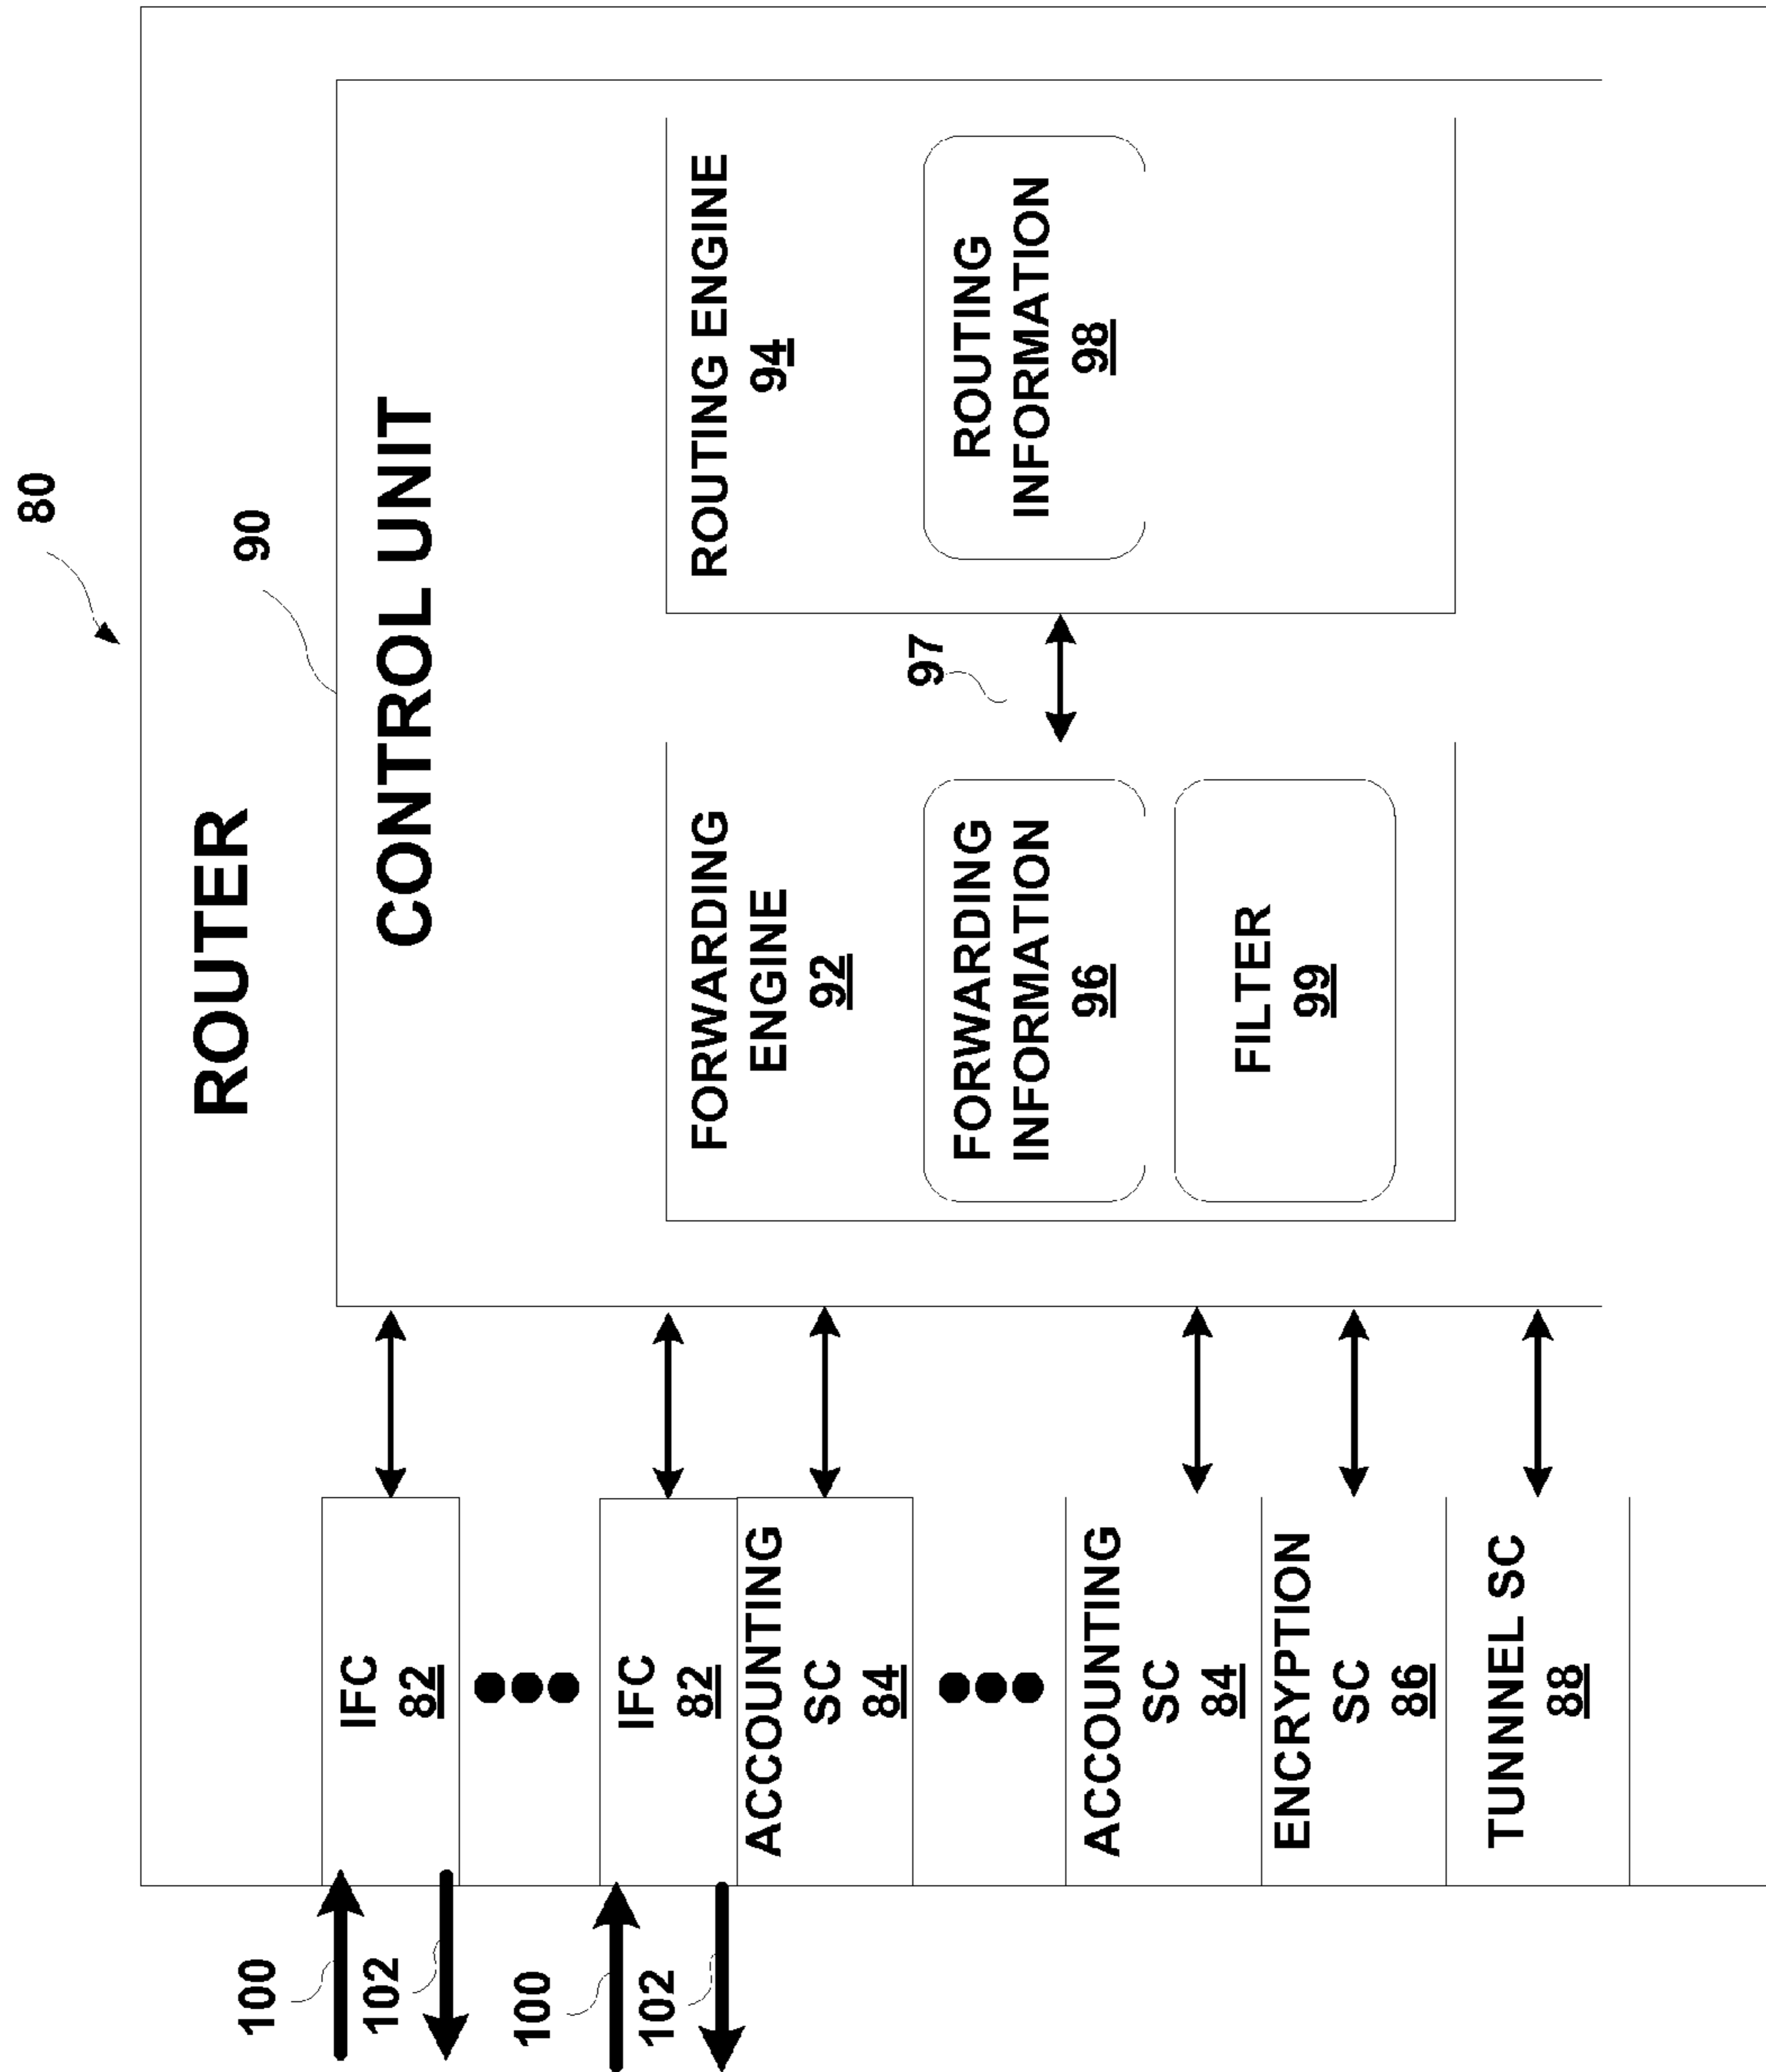 80
ROUTER
90
CONTROL UNIT
100
IFC
82
102
100
IFC
82
102
ACCOUNTING
SC
84
ACCOUNTING
SC
84
ENCRYPTION
SC
86
TUNNNEL SC
88
FORWARDING
ENGINE
92
FORWARDING
INFORMATION
96
FILTER
99
97
ROUTING ENGINE
94
ROUTING
INFORMATION
98